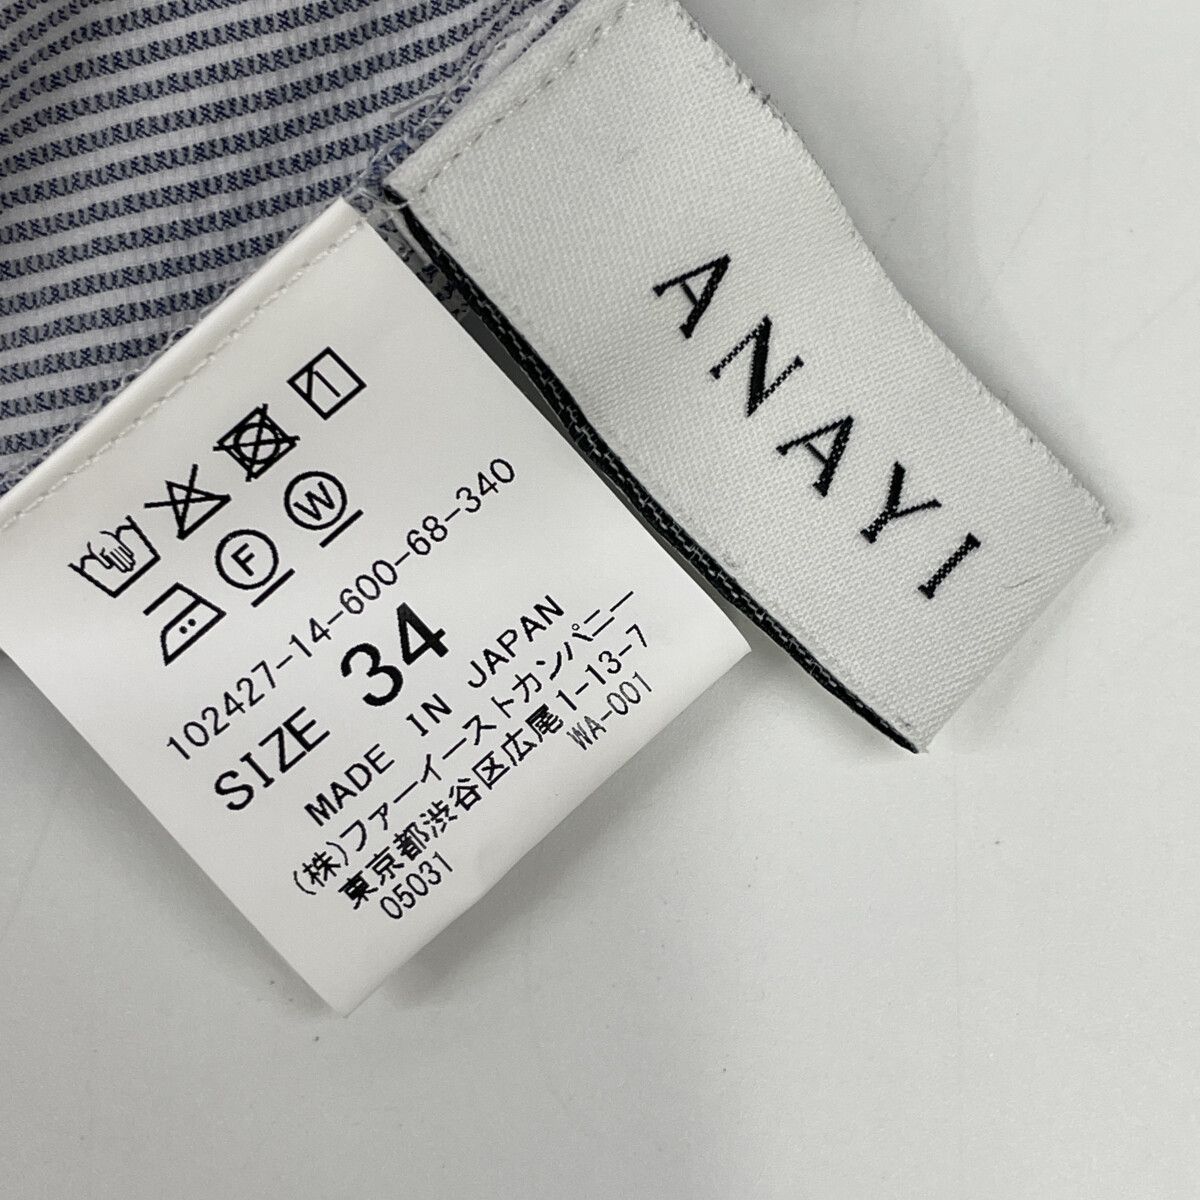 ANAYI
F W
102427-14-600-68-340
SIZE 34
MADE IN JAPAN
(株)ファーイーストカンパニー
東京都渋谷区広尾1-13-7
05031 WA-001